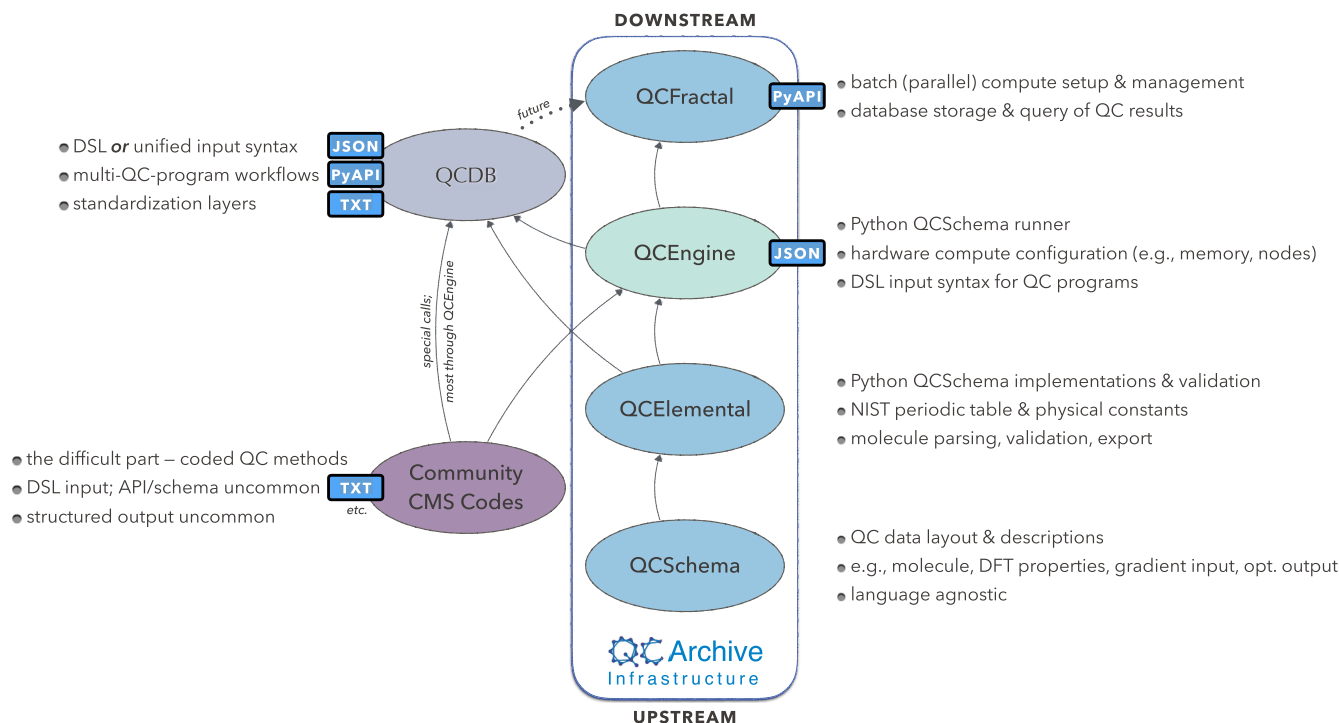 DOWNSTREAM
QCFractal
PyAPI
batch (parallel) compute setup & management
database storage & query of QC results
future
DSL or unified input syntax
multi-QC-program workflows
standardization layers
JSON
PyAPI
TXT
QCDB
QCEngine
JSON
Python QCSchema runner
hardware compute configuration (e.g., memory, nodes)
DSL input syntax for QC programs
special calls;
most through QCEngine
QCElemental
Python QCSchema implementations & validation
NIST periodic table & physical constants
molecule parsing, validation, export
the difficult part – coded QC methods
DSL input; API/schema uncommon
structured output uncommon
TXT
etc.
Community
CMS Codes
QCSchema
QC data layout & descriptions
e.g., molecule, DFT properties, gradient input, opt. output
language agnostic
QC Archive
Infrastructure
UPSTREAM